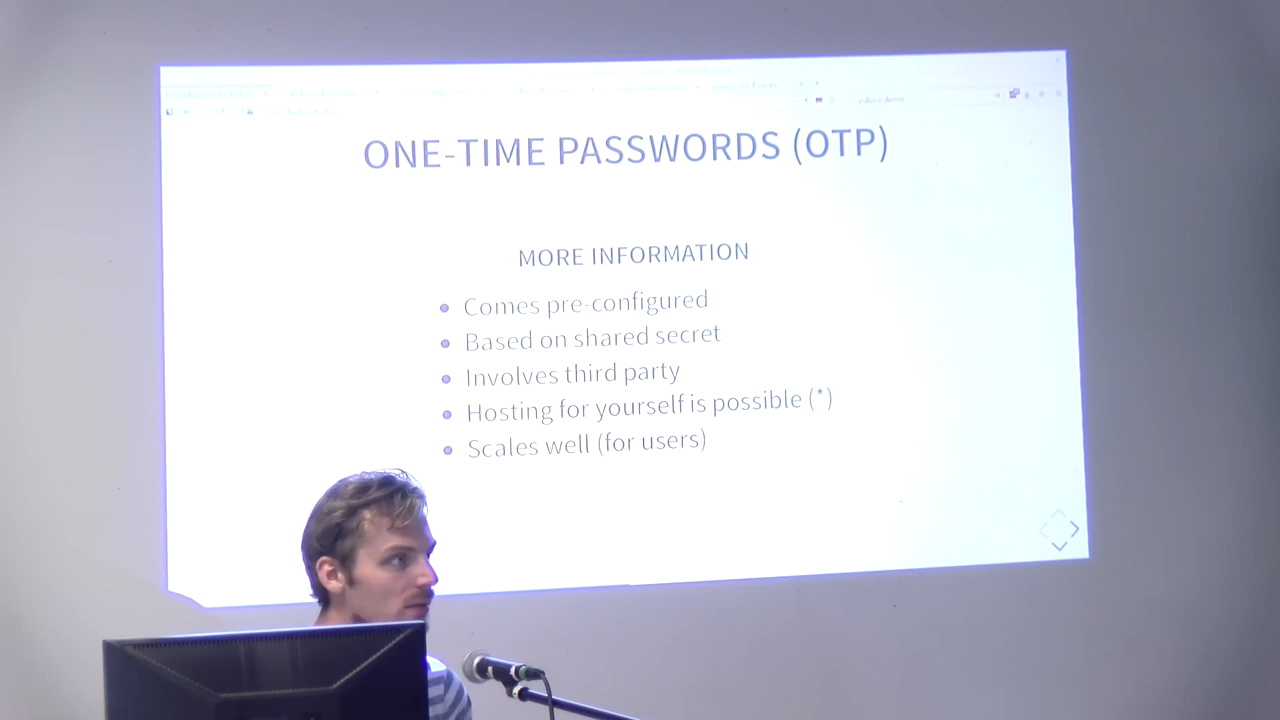 ONE-TIME PASSWORDS (OTP)
MORE INFORMATION
Comes pre-configured
Based on shared secret
Involves third party
Hosting for yourself is possible (*)
Scales well (for users)